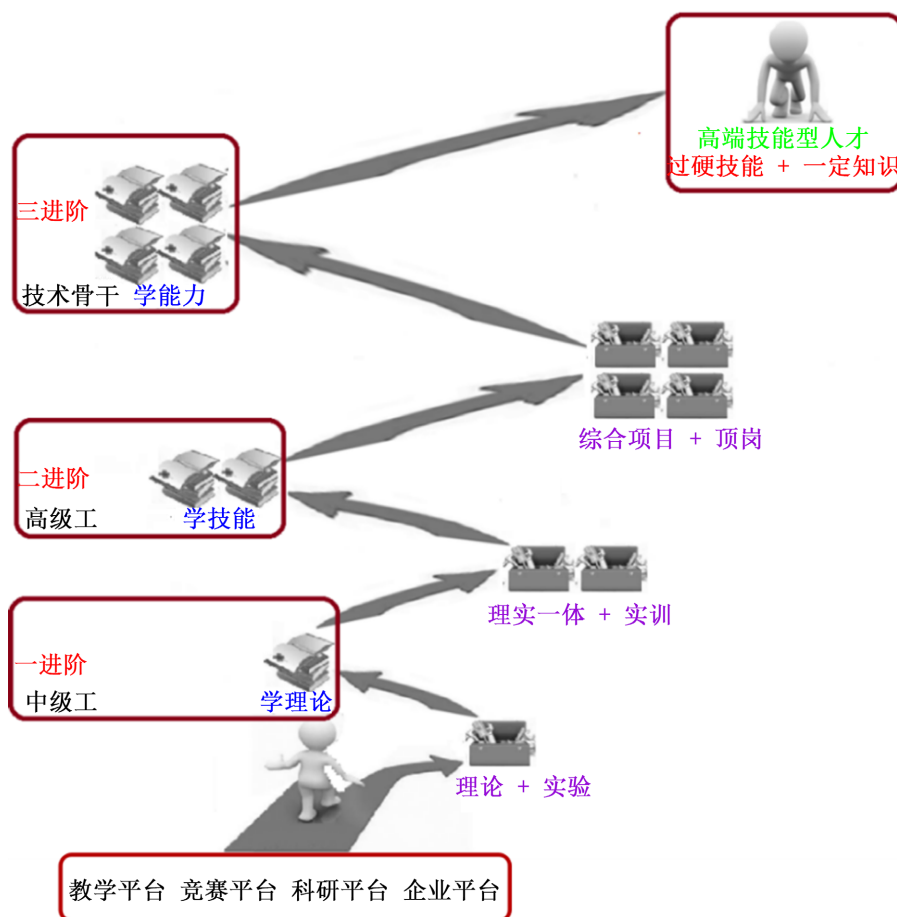 高端技能型人才
过硬技能 + 一定知识
三进阶
技术骨干 学能力
综合项目 + 顶岗
二进阶
高级工 学技能
理实一体 + 实训
一进阶
中级工 学理论
理论 + 实验
教学平台 竞赛平台 科研平台 企业平台